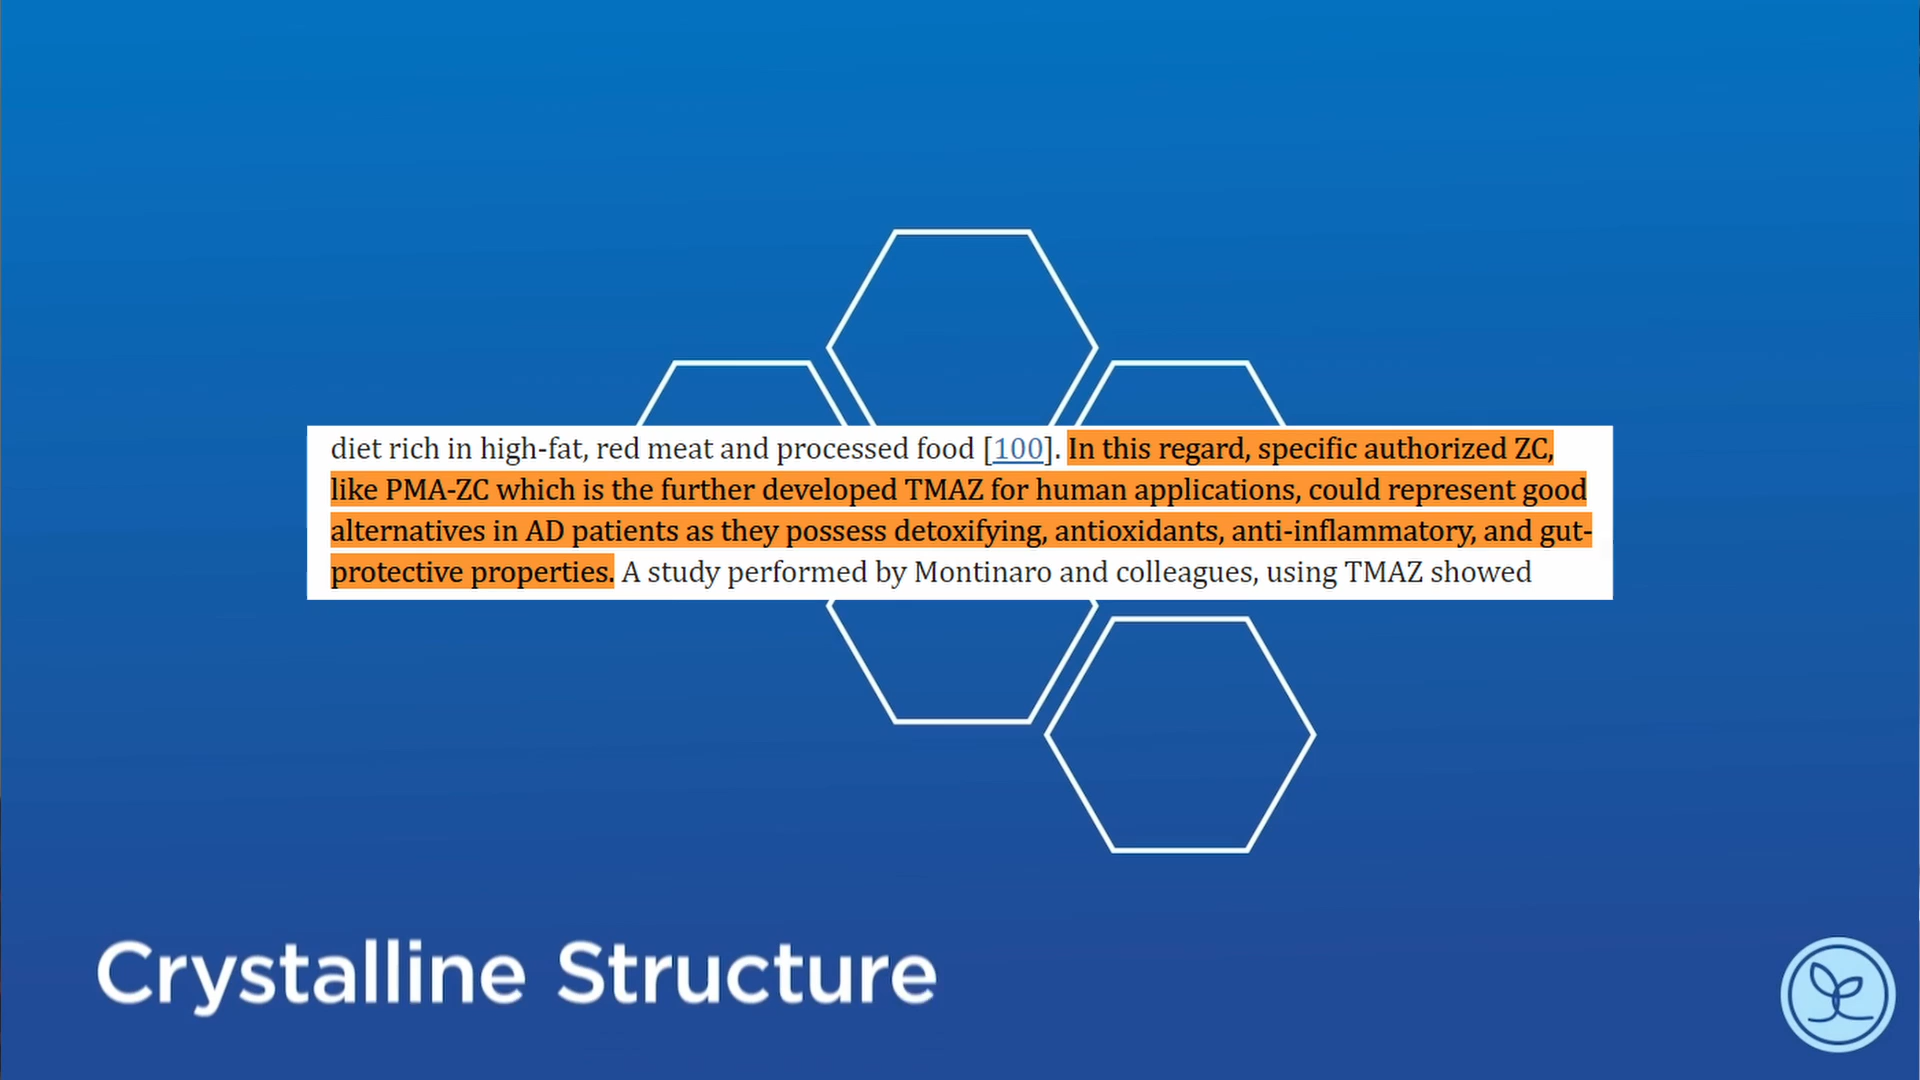 diet rich in high-fat, red meat and processed food [100]. In this regard, specific authorized ZC,
like PMA-ZC which is the further developed TMAZ for human applications, could represent good
alternatives in AD patients as they possess detoxifying, antioxidants, anti-inflammatory, and gut-
protective properties. A study performed by Montinaro and colleagues, using TMAZ showed
Crystalline Structure